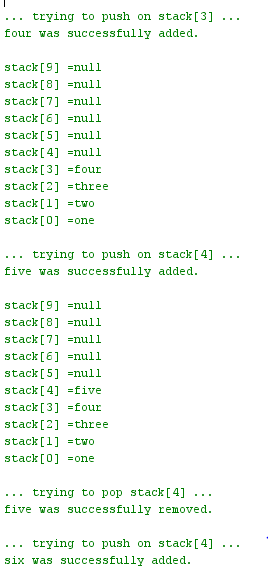 ... trying to push on stack[3] ...
four was successfully added.
stack[9] =null
stack[8] =null
stack[7] =null
stack[6] =null
stack[5] =null
stack[4] =null
stack[3] =four
stack[2] =three
stack[1] =two
stack[0] =one
... trying to push on stack[4] ...
five was successfully added.
stack[9] =null
stack[8] =null
stack[7] =null
stack[6] =null
stack[5] =null
stack[4] =five
stack[3] =four
stack[2] =three
stack[1] =two
stack[0] =one
... trying to pop stack[4] ...
five was successfully removed.
... trying to push on stack[4] ...
six was successfully added.